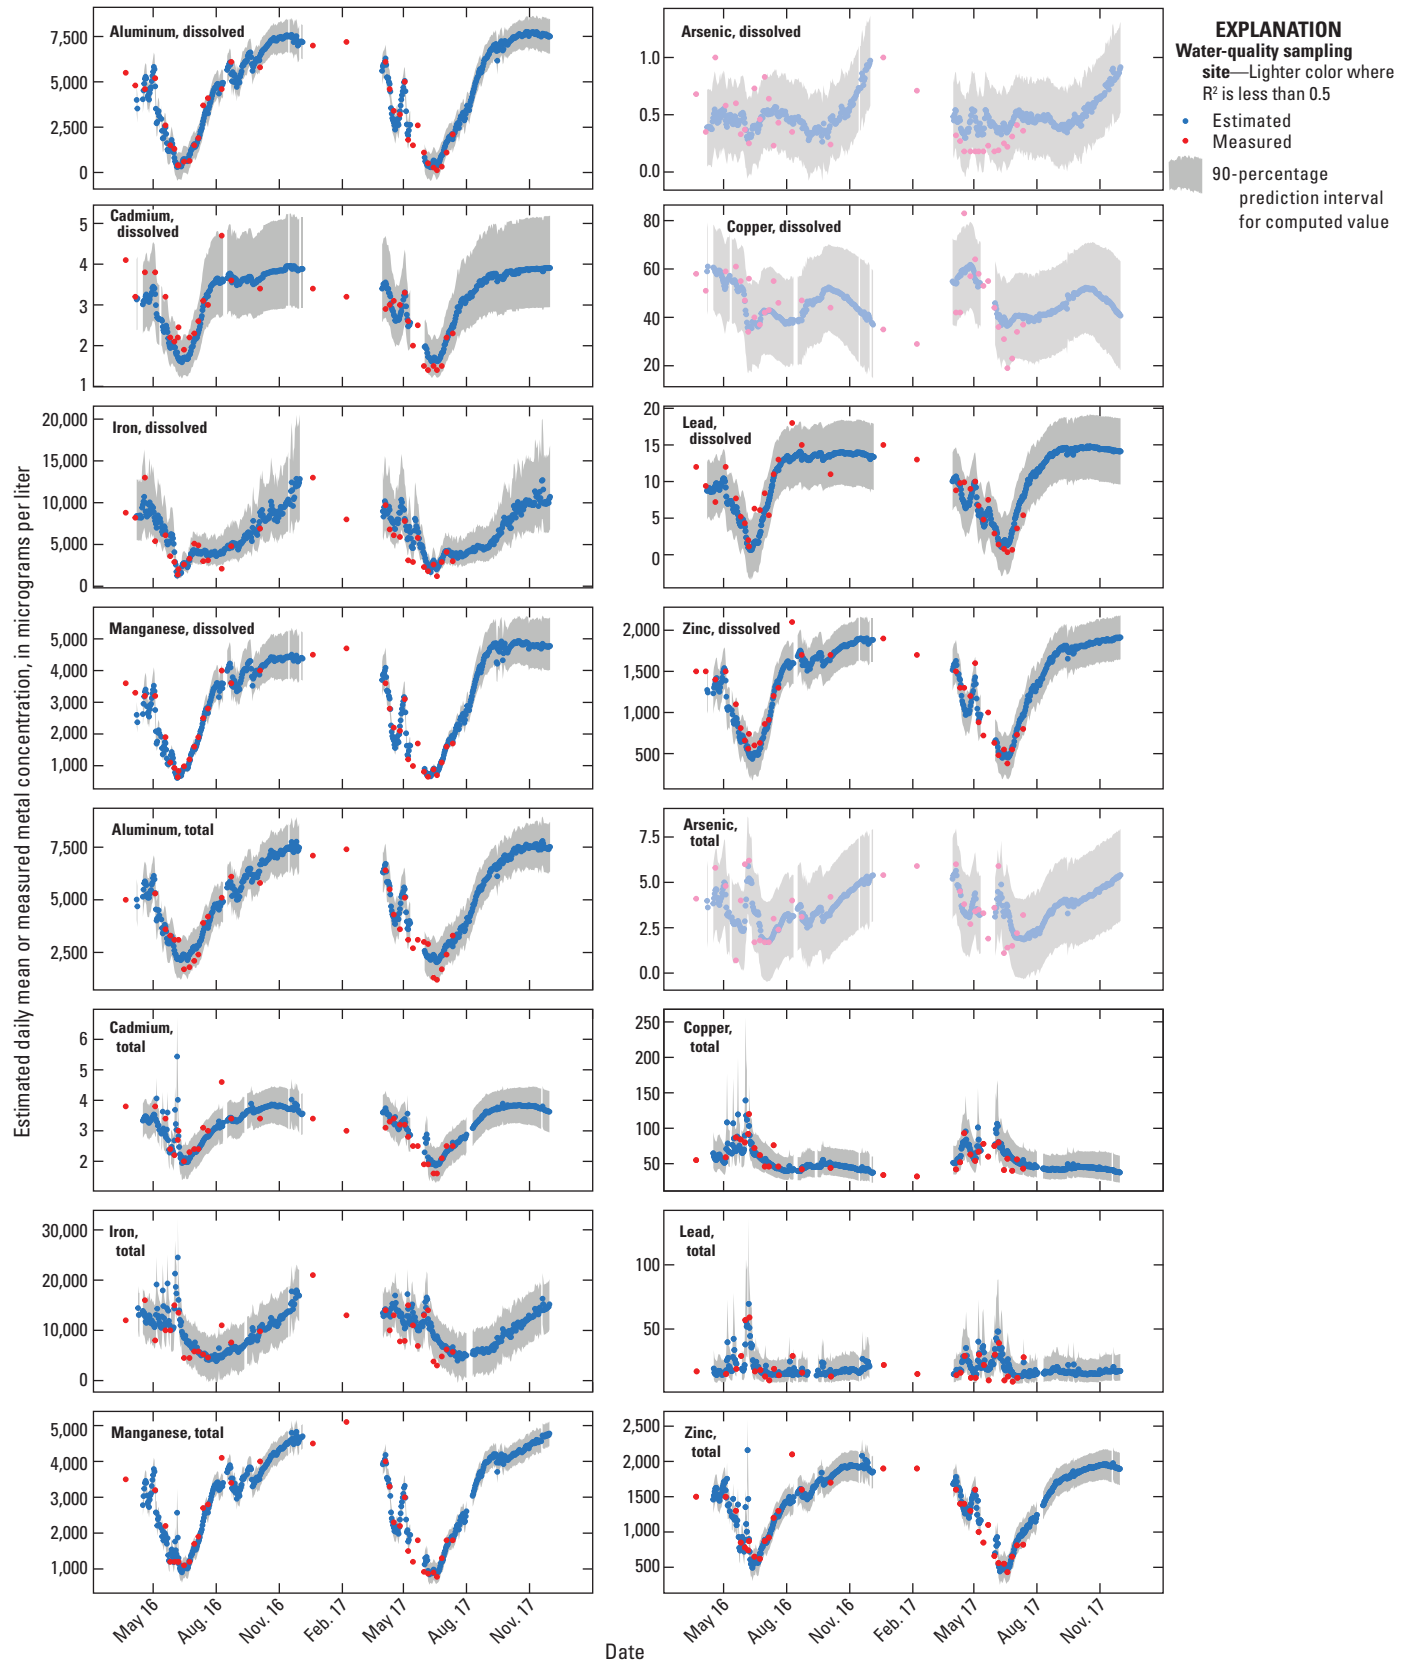 Aluminum, dissolved
7,500
5,000
2,500
0
Arsenic, dissolved
1.0
0.5
0.0
EXPLANATION
Water-quality sampling
site—Lighter color where
R² is less than 0.5
Estimated
Measured
90-percentage
prediction interval
for computed value
Cadmium,
dissolved
5
4
3
2
1
Copper, dissolved
80
60
40
20
Iron, dissolved
20,000
15,000
10,000
5,000
0
Lead,
dissolved
20
15
10
5
0
Manganese, dissolved
5,000
4,000
3,000
2,000
1,000
Zinc, dissolved
2,000
1,500
1,000
500
Aluminum, total
7,500
5,000
2,500
Arsenic,
total
7.5
5.0
2.5
0.0
Cadmium,
total
6
5
4
3
2
Copper,
total
250
200
150
100
50
Iron,
total
30,000
20,000
10,000
0
Lead,
total
100
50
Manganese, total
5,000
4,000
3,000
2,000
1,000
Zinc,
total
2,500
2,000
1,500
1,000
500
May 16
Aug. 16
Nov. 16
Feb. 17
May 17
Aug. 17
Nov. 17
May 16
Aug. 16
Nov. 16
Feb. 17
May 17
Aug. 17
Nov. 17
Date
Estimated daily mean or measured metal concentration, in micrograms per liter